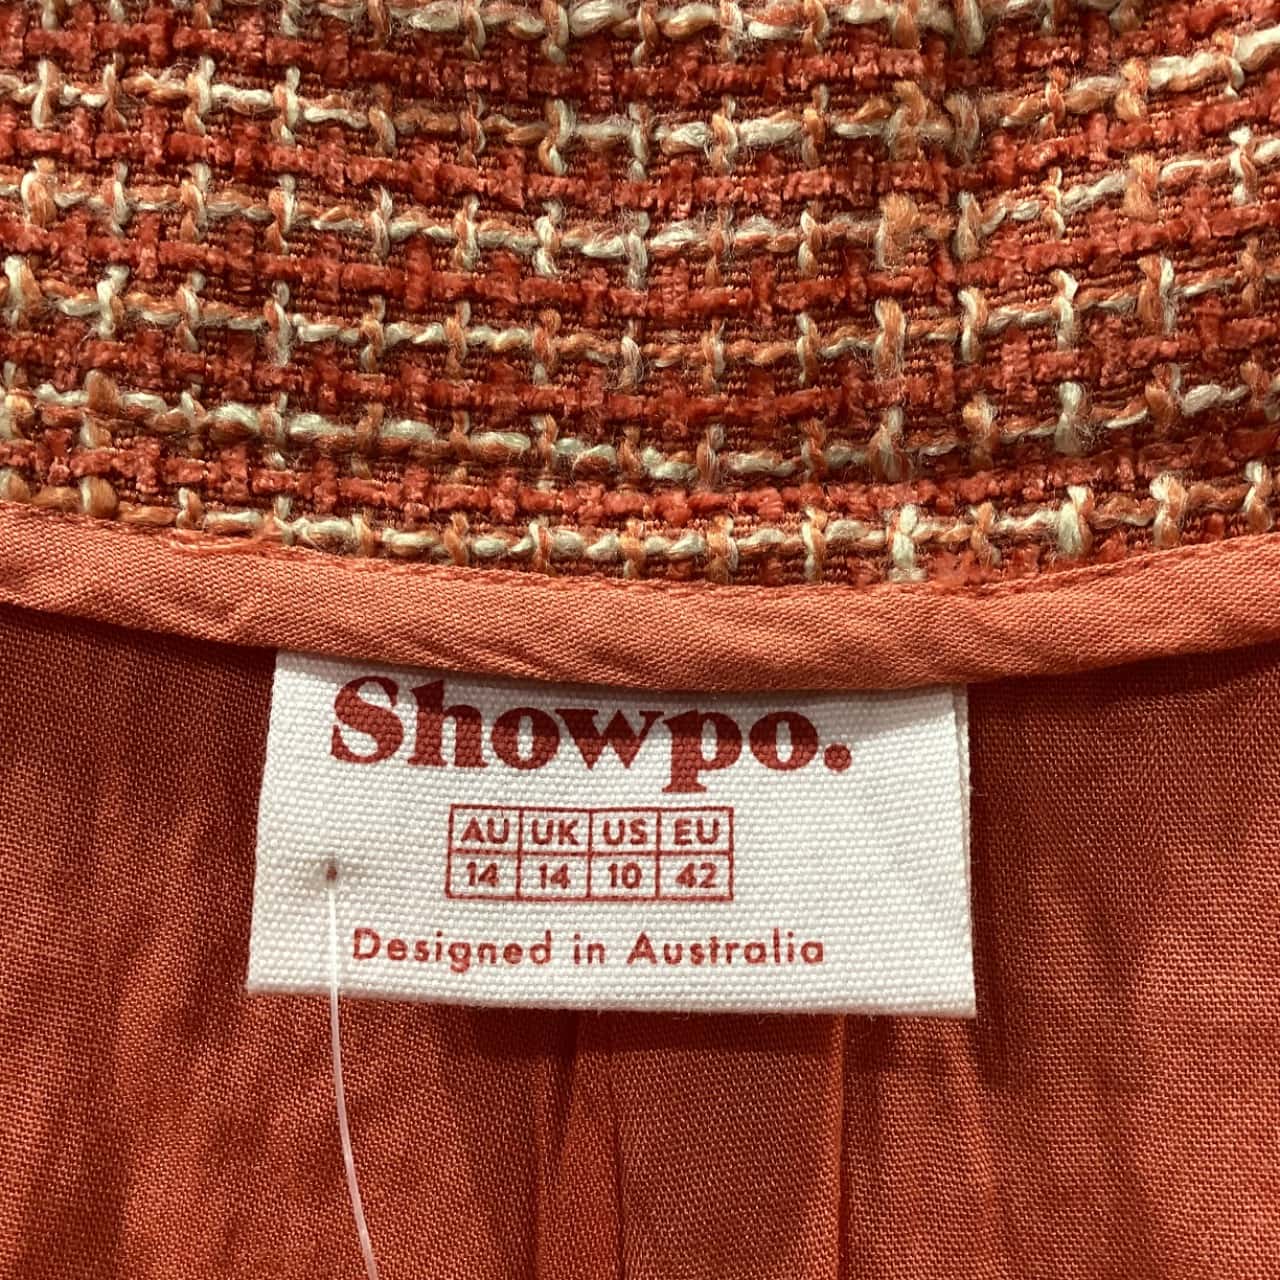 Showpo.
AU UK US EU
14 14 10 42
Designed in Australia